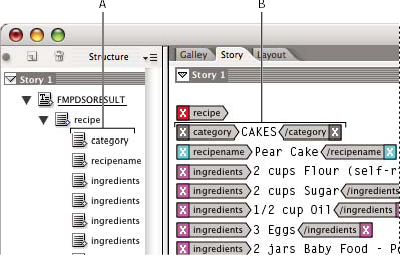 A B
Structure
Galley Story Layout
Story 1
Story 1
FMPDSORESULT
recipe
category
recipename
ingredients
ingredients
ingredients
ingredients
recipe
category CAKES /category
recipename Pear Cake /recipename
ingredients 2 cups Flour (self-r
ingredients 2 cups Sugar /ingredients
ingredients 1/2 cup Oil /ingredients
ingredients 3 Eggs /ingredients
ingredients 2 jars Baby Food - P